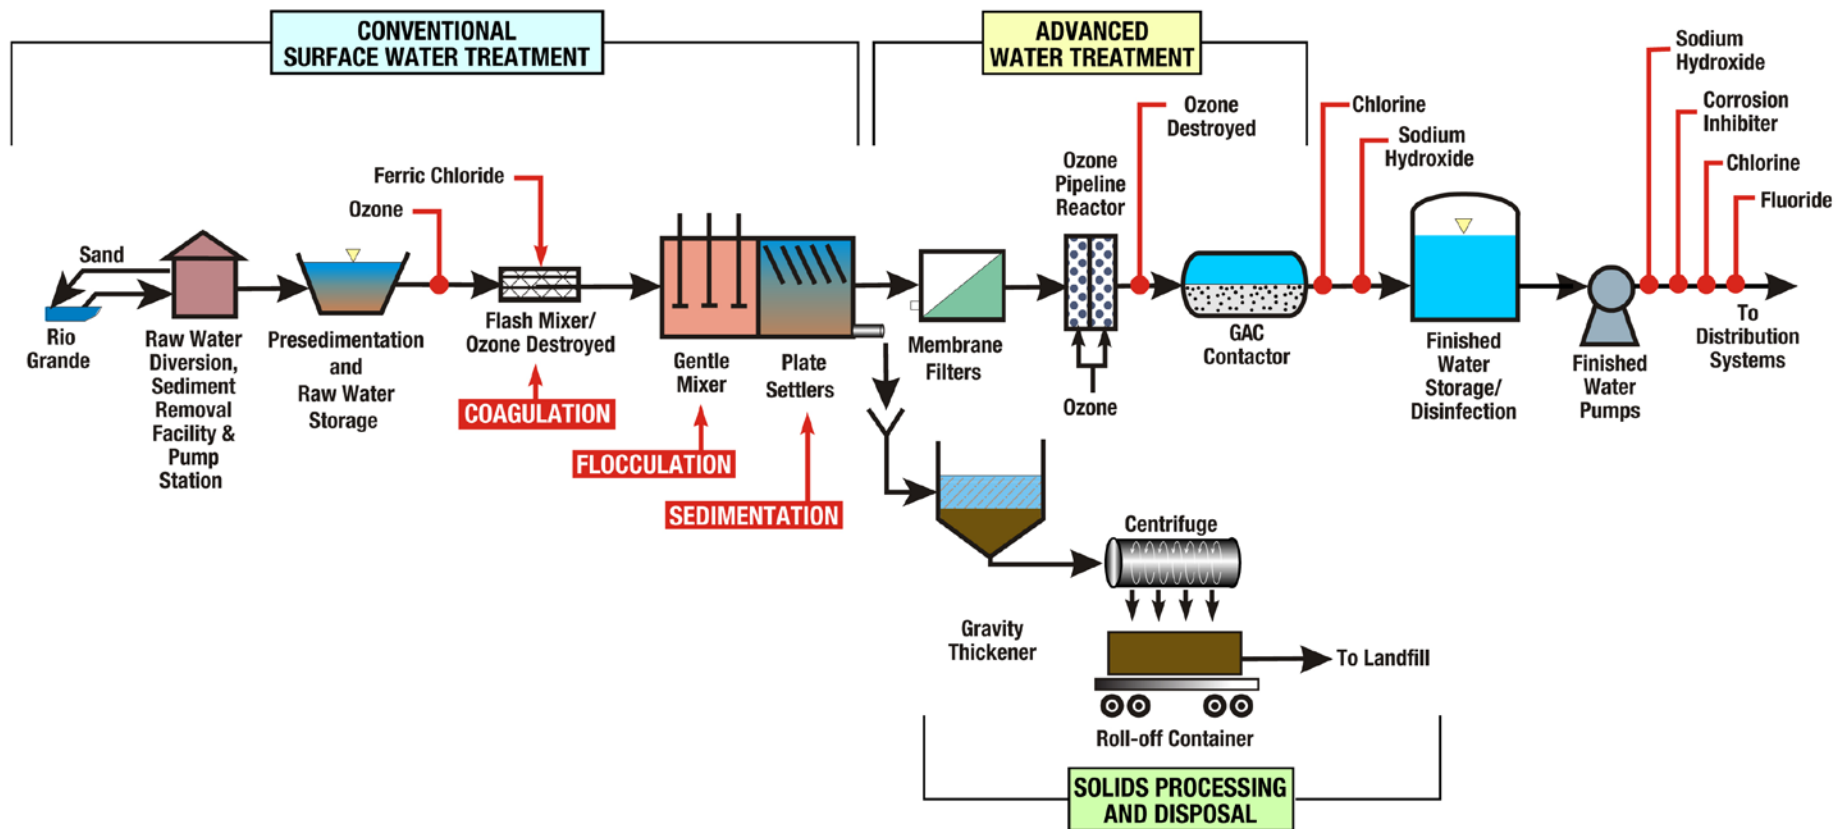 CONVENTIONAL
SURFACE WATER TREATMENT
ADVANCED
WATER TREATMENT
Sodium
Hydroxide
Corrosion
Inhibiter
Chlorine
Fluoride
Ozone
Destroyed
Chlorine
Sodium
Hydroxide
Ferric Chloride
Ozone
Ozone
Pipeline
Reactor
Sand
Rio
Grande
Raw Water
Diversion,
Sediment
Removal
Facility &
Pump
Station
Presedimentation
and
Raw Water
Storage
Flash Mixer/
Ozone Destroyed
COAGULATION
Gentle
Mixer
FLOCCULATION
Plate
Settlers
SEDIMENTATION
Membrane
Filters
Ozone
GAC
Contactor
Finished
Water
Storage/
Disinfection
Finished
Water
Pumps
To
Distribution
Systems
Centrifuge
Gravity
Thickener
To Landfill
Roll-off Container
SOLIDS PROCESSING
AND DISPOSAL